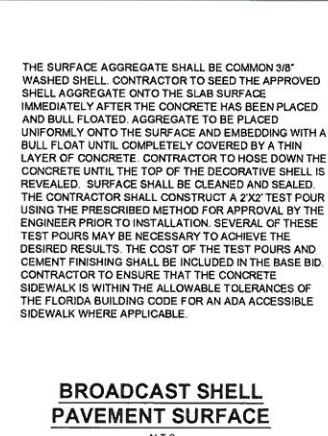 THE SURFACE AGGREGATE SHALL BE COMMON 3/8"
WASHED SHELL. CONTRACTOR TO SEED THE APPROVED
SHELL AGGREGATE ONTO THE SLAB SURFACE
IMMEDIATELY AFTER THE CONCRETE HAS BEEN PLACED
AND BULL FLOATED. AGGREGATE TO BE PLACED
UNIFORMLY ONTO THE SURFACE AND EMBEDDING WITH A
BULL FLOAT UNTIL COMPLETELY COVERED BY A THIN
LAYER OF CONCRETE. CONTRACTOR TO HOSE DOWN THE
CONCRETE UNTIL THE TOP OF THE DECORATIVE SHELL IS
REVEALED. SURFACE SHALL BE CLEANED AND SEALED.
THE CONTRACTOR SHALL CONSTRUCT A 2'X2' TEST POUR
USING THE PRESCRIBED METHOD FOR APPROVAL BY THE
ENGINEER PRIOR TO INSTALLATION. SEVERAL OF THESE
TEST POURS MAY BE NECESSARY TO ACHIEVE THE
DESIRED RESULTS. THE COST OF THE TEST POURS AND
CEMENT FINISHING SHALL BE INCLUDED IN THE BASE BID.
CONTRACTOR TO ENSURE THAT THE CONCRETE
SIDEWALK IS WITHIN THE ALLOWABLE TOLERANCES OF
THE FLORIDA BUILDING CODE FOR AN ADA ACCESSIBLE
SIDEWALK WHERE APPLICABLE.
BROADCAST SHELL
PAVEMENT SURFACE
N.T.S.